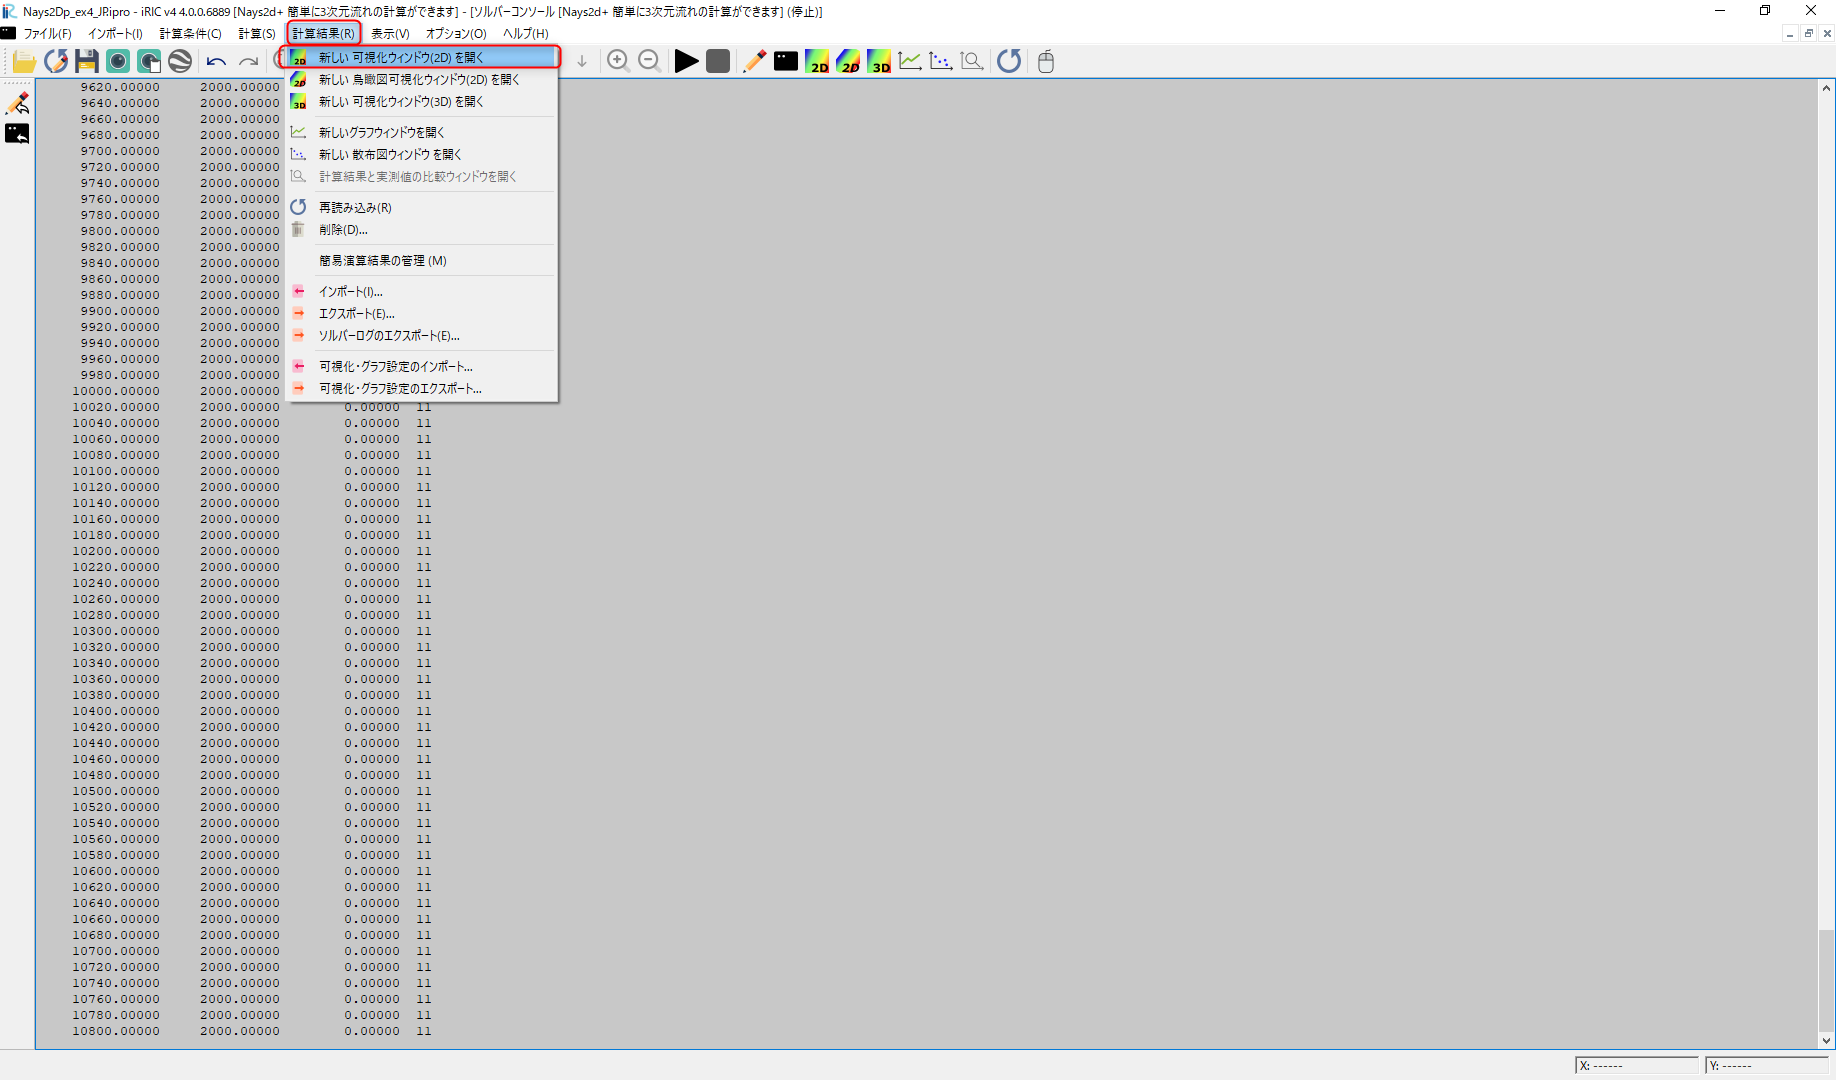 Nays2Dp_ex4_JRipro - iRIC v4 4.0.0.6889 [Nays2d+ 簡単に3次元流れの計算ができます] - [ソルバーコンソール [Nays2d+ 簡単に3次元流れの計算ができます] (停止)]
ファイル(F) インポート(I) 計算条件(C) 計算(S) 計算結果(R) 表示(V) オプション(O) ヘルプ(H)
2D 2D 3D
2D 新しい 可視化ウィンドウ(2D) を開く
2D 新しい 鳥瞰図可視化ウィンドウ(2D) を開く
3D 新しい 可視化ウィンドウ(3D) を開く
新しいグラフウィンドウを開く
新しい 散布図ウィンドウ を開く
計算結果と実測値の比較ウィンドウを開く
再読み込み(R)
削除(D)...
簡易演算結果の管理 (M)
インポート(I)...
エクスポート(E)...
ソルバーログのエクスポート(E)...
可視化・グラフ設定のインポート...
可視化・グラフ設定のエクスポート...
9620.00000 2000.00000
9640.00000 2000.00000
9660.00000 2000.00000
9680.00000 2000.00000
9700.00000 2000.00000
9720.00000 2000.00000
9740.00000 2000.00000
9760.00000 2000.00000
9780.00000 2000.00000
9800.00000 2000.00000
9820.00000 2000.00000
9840.00000 2000.00000
9860.00000 2000.00000
9880.00000 2000.00000
9900.00000 2000.00000
9920.00000 2000.00000
9940.00000 2000.00000
9960.00000 2000.00000
9980.00000 2000.00000
10000.00000 2000.00000
10020.00000 2000.00000 0.00000 11
10040.00000 2000.00000 0.00000 11
10060.00000 2000.00000 0.00000 11
10080.00000 2000.00000 0.00000 11
10100.00000 2000.00000 0.00000 11
10120.00000 2000.00000 0.00000 11
10140.00000 2000.00000 0.00000 11
10160.00000 2000.00000 0.00000 11
10180.00000 2000.00000 0.00000 11
10200.00000 2000.00000 0.00000 11
10220.00000 2000.00000 0.00000 11
10240.00000 2000.00000 0.00000 11
10260.00000 2000.00000 0.00000 11
10280.00000 2000.00000 0.00000 11
10300.00000 2000.00000 0.00000 11
10320.00000 2000.00000 0.00000 11
10340.00000 2000.00000 0.00000 11
10360.00000 2000.00000 0.00000 11
10380.00000 2000.00000 0.00000 11
10400.00000 2000.00000 0.00000 11
10420.00000 2000.00000 0.00000 11
10440.00000 2000.00000 0.00000 11
10460.00000 2000.00000 0.00000 11
10480.00000 2000.00000 0.00000 11
10500.00000 2000.00000 0.00000 11
10520.00000 2000.00000 0.00000 11
10540.00000 2000.00000 0.00000 11
10560.00000 2000.00000 0.00000 11
10580.00000 2000.00000 0.00000 11
10600.00000 2000.00000 0.00000 11
10620.00000 2000.00000 0.00000 11
10640.00000 2000.00000 0.00000 11
10660.00000 2000.00000 0.00000 11
10680.00000 2000.00000 0.00000 11
10700.00000 2000.00000 0.00000 11
10720.00000 2000.00000 0.00000 11
10740.00000 2000.00000 0.00000 11
10760.00000 2000.00000 0.00000 11
10780.00000 2000.00000 0.00000 11
10800.00000 2000.00000 0.00000 11
X: ------ Y: ------